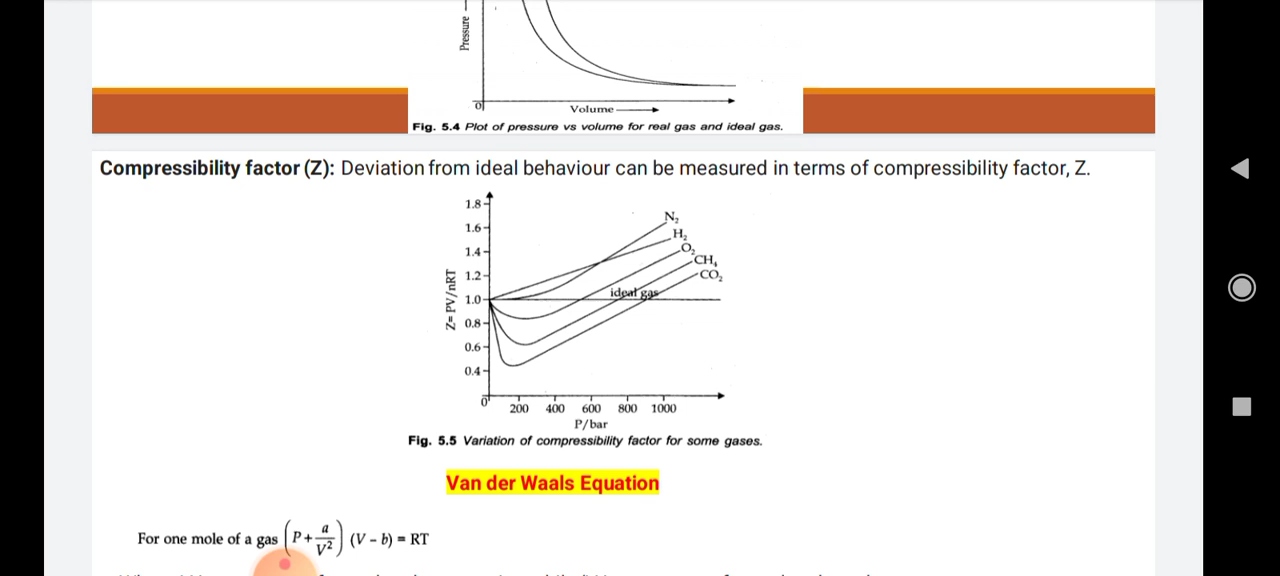 Pressure
0
Volume
Fig. 5.4 Plot of pressure vs volume for real gas and ideal gas.
Compressibility factor (Z): Deviation from ideal behaviour can be measured in terms of compressibility factor, Z.
1.8
1.6
1.4
1.2
1.0
0.8
0.6
0.4
0
Z= PV/nRT
N₂
H₂
O₂
CH₄
CO₂
ideal gas
200 400 600 800 1000
P/bar
Fig. 5.5 Variation of compressibility factor for some gases.
Van der Waals Equation
For one mole of a gas (P + a/V²) (V – b) = RT